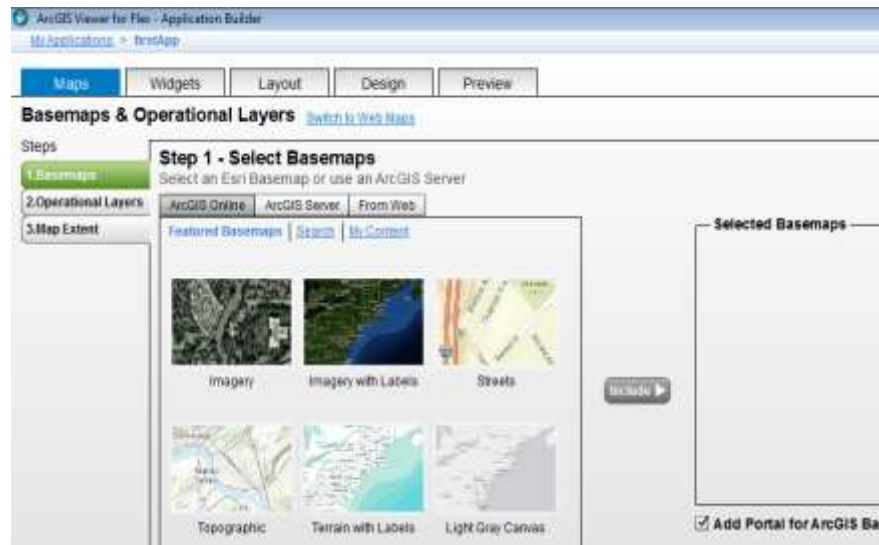 ArcGIS Viewer for Flex - Application Builder
My Applications > firstApp
Maps Widgets Layout Design Preview
Basemaps & Operational Layers Switch to Web Maps
Steps
1.Basemaps
2.Operational Layers
3.Map Extent
Step 1 - Select Basemaps
Select an Esri Basemap or use an ArcGIS Server
ArcGIS Online ArcGIS Server From Web
Featured Basemaps | Search | My Content
Selected Basemaps
Imagery Imagery with Labels Streets
Include
Topographic Terrain with Labels Light Gray Canvas
Add Portal for ArcGIS Ba